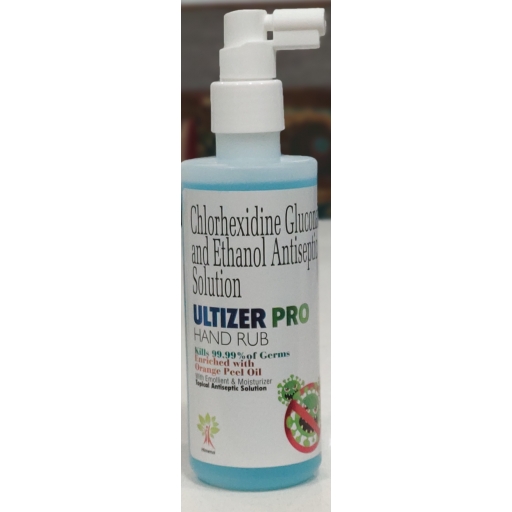 Chlorhexidine Glucon
and Ethanol Antisepti
Solution
ULTIZER PRO
HAND RUB
Kills 99.99% of Germs
Enriched with
Orange Peel Oil
With Emollient & Moisturizer
Topical Antiseptic Solution